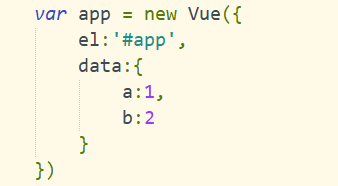 var app = new Vue({
    el:'#app',
    data:{
        a:1,
        b:2
    }
})